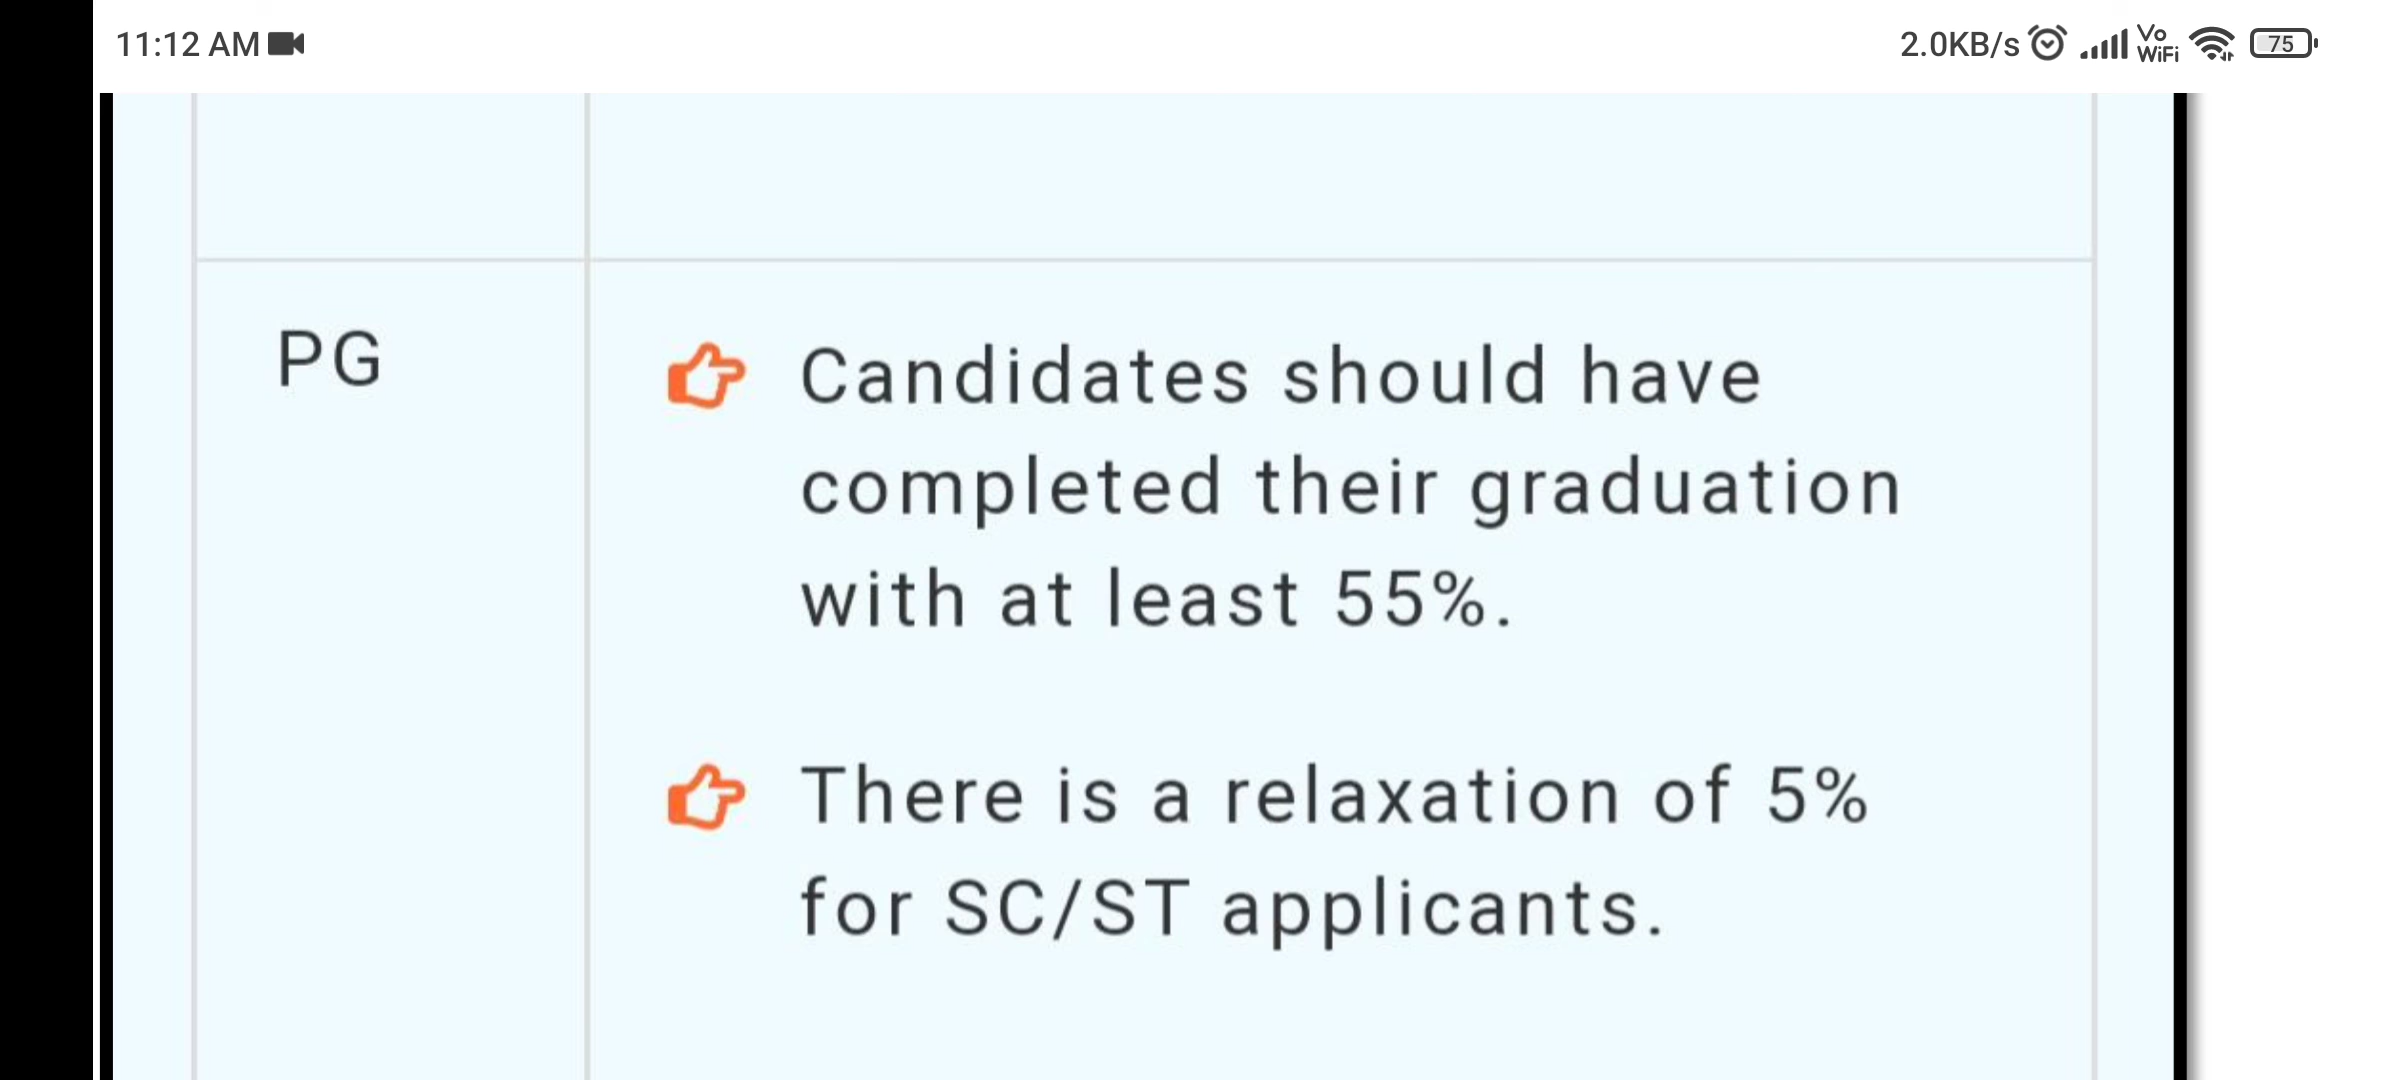 11:12 AM
2.0KB/s Vo WiFi 75
PG
Candidates should have
completed their graduation
with at least 55%.
There is a relaxation of 5%
for SC/ST applicants.